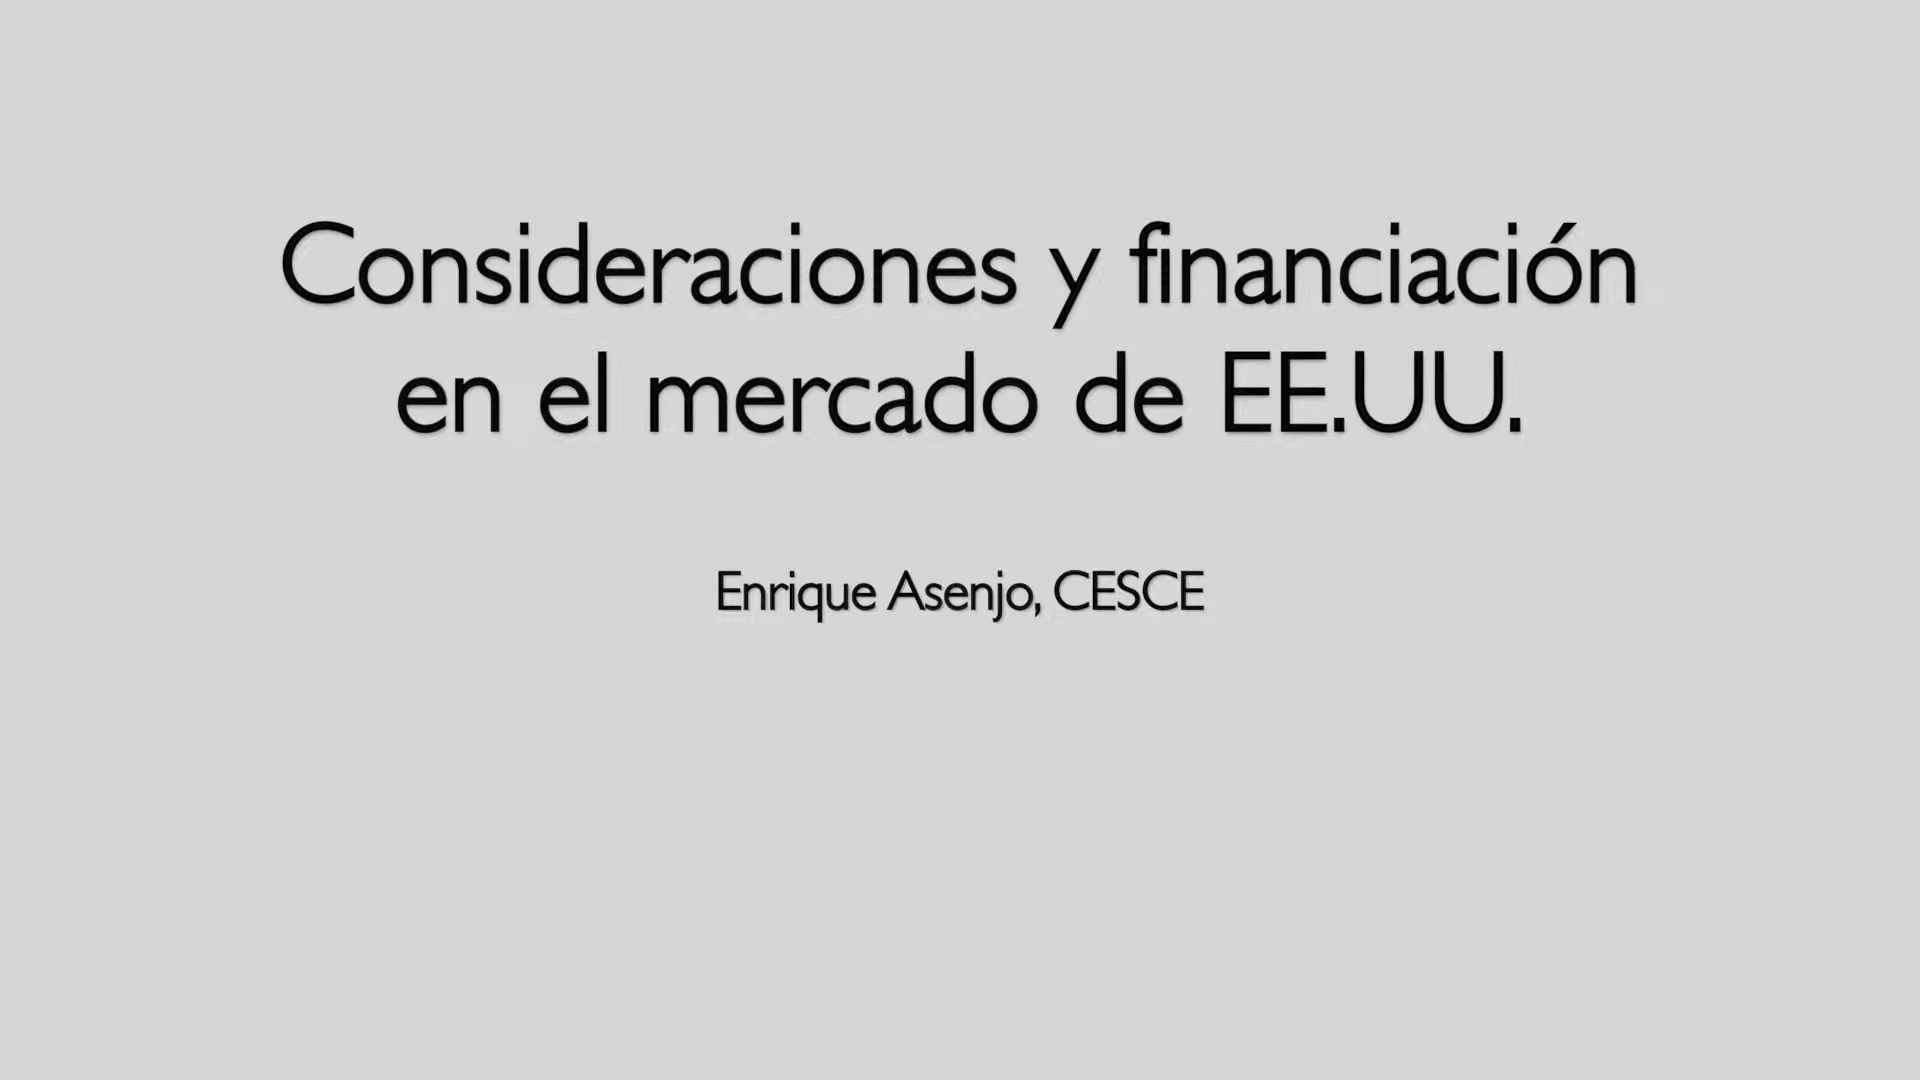 Consideraciones y financiación
en el mercado de EE.UU.
Enrique Asenjo, CESCE